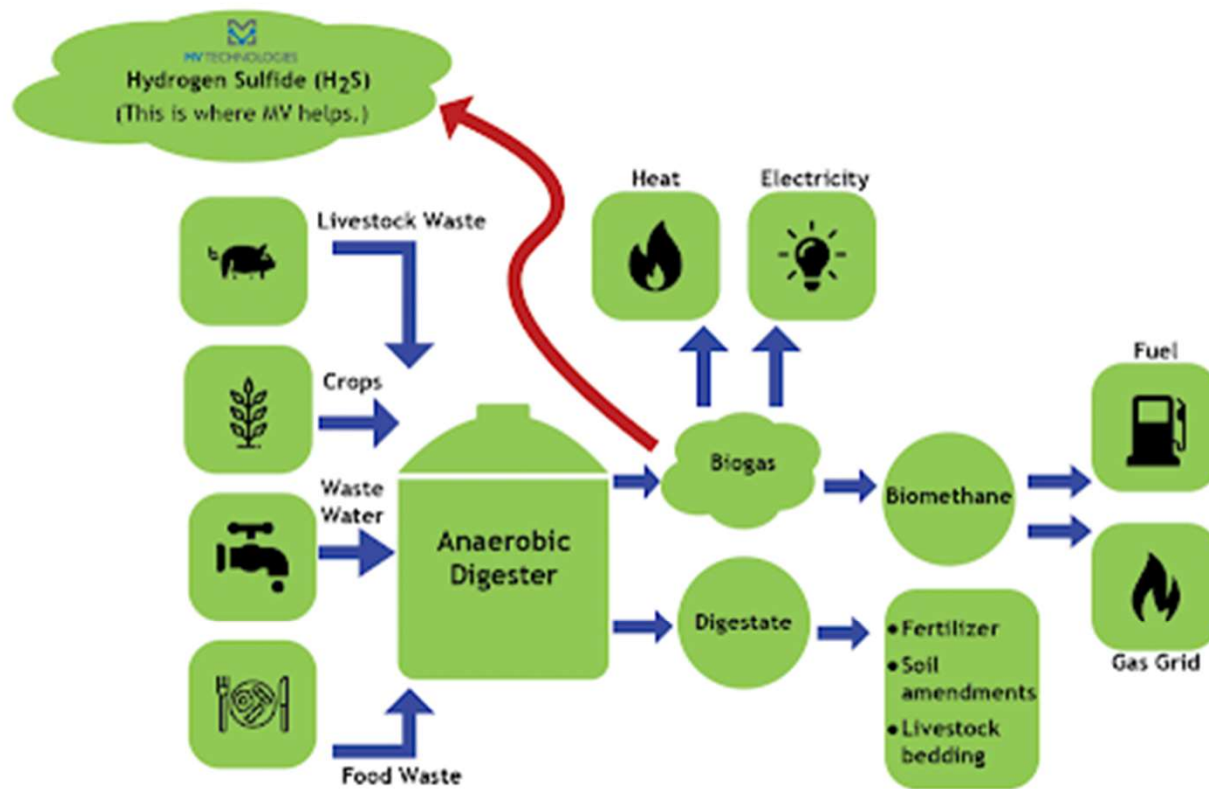 MV TECHNOLOGIES
Hydrogen Sulfide (H₂S)
(This is where MV helps.)
Heat
Electricity
Livestock Waste
Fuel
Crops
Biogas
Waste
Water
Biomethane
Anaerobic
Digester
Digestate
• Fertilizer
• Soil
amendments
• Livestock
bedding
Gas Grid
Food Waste